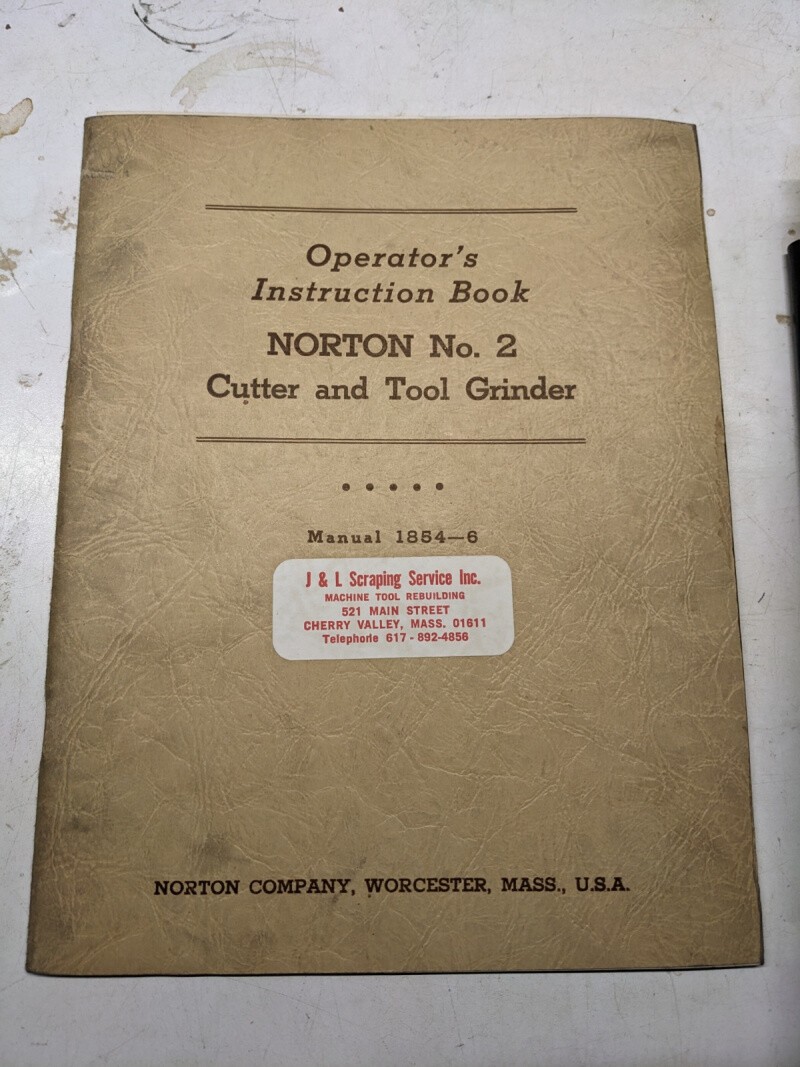 Operator's
Instruction Book
NORTON No. 2
Cutter and Tool Grinder
Manual 1854—6
J & L Scraping Service Inc.
MACHINE TOOL REBUILDING
521 MAIN STREET
CHERRY VALLEY, MASS. 01611
Telephone 617 - 892-4856
NORTON COMPANY, WORCESTER, MASS., U.S.A.